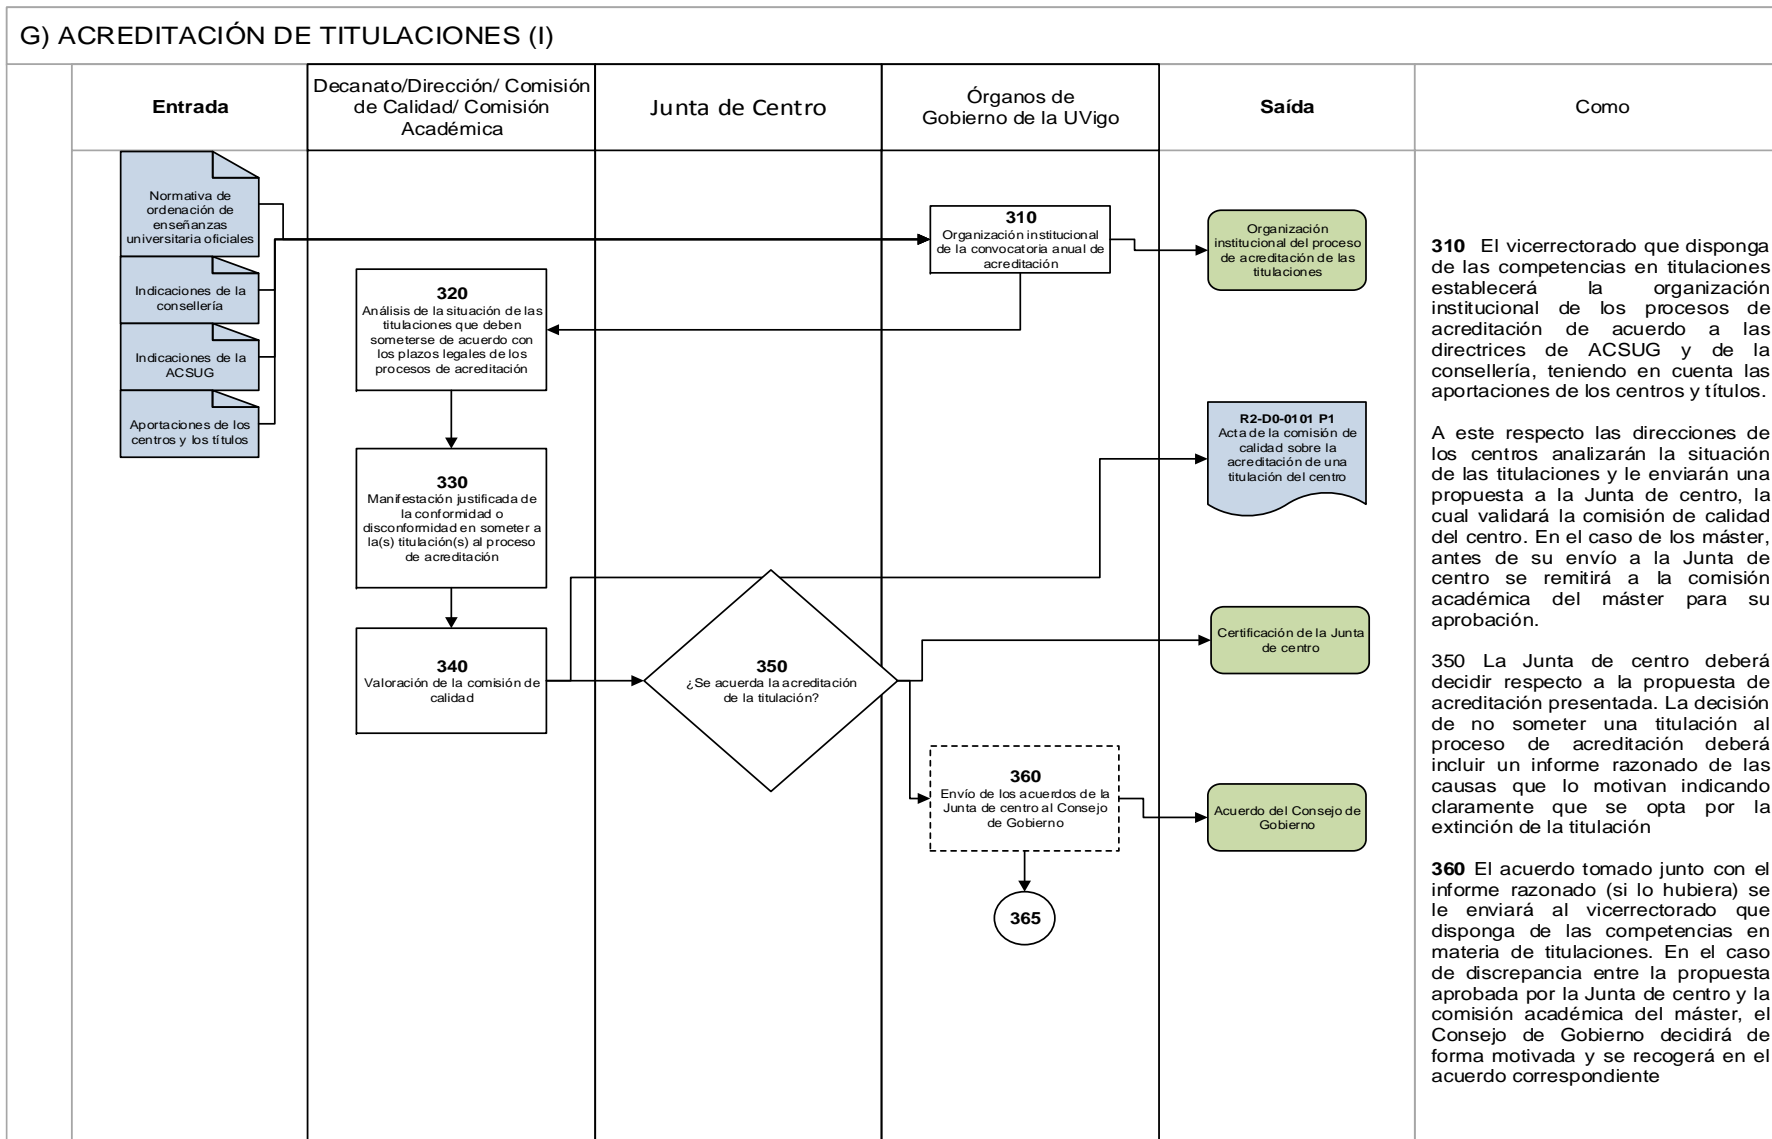 G) ACREDITACIÓN DE TITULACIONES (I)
Entrada
Decanato/Dirección/ Comisión
de Calidad/ Comisión
Académica
Junta de Centro
Órganos de
Gobierno de la UVigo
Saída
Como
Normativa de
ordenación de
enseñanzas
universitaria oficiales
Indicaciones de la
consellería
Indicaciones de la
ACSUG
Aportaciones de los
centros y los títulos
320
Análisis de la situación de las
titulaciones que deben
someterse de acuerdo con
los plazos legales de los
procesos de acreditación
330
Manifestación justificada de
la conformidad o
disconformidad en someter a
la(s) titulación(s) al proceso
de acreditación
340
Valoración de la comisión de
calidad
350
¿Se acuerda la acreditación
de la titulación?
310
Organización institucional
de la convocatoria anual de
acreditación
360
Envío de los acuerdos de la
Junta de centro al Consejo
de Gobierno
365
Organización
institucional del proceso
de acreditación de las
titulaciones
R2-D0-0101 P1
Acta de la comisión de
calidad sobre la
acreditación de una
titulación del centro
Certificación de la Junta
de centro
Acuerdo del Consejo de
Gobierno
310 El vicerrectorado que disponga
de las competencias en titulaciones
establecerá la organización
institucional de los procesos de
acreditación de acuerdo a las
directrices de ACSUG y de la
consellería, teniendo en cuenta las
aportaciones de los centros y títulos.
A este respecto las direcciones de
los centros analizarán la situación
de las titulaciones y le enviarán una
propuesta a la Junta de centro, la
cual validará la comisión de calidad
del centro. En el caso de los máster,
antes de su envío a la Junta de
centro se remitirá a la comisión
académica del máster para su
aprobación.
350 La Junta de centro deberá
decidir respecto a la propuesta de
acreditación presentada. La decisión
de no someter una titulación al
proceso de acreditación deberá
incluir un informe razonado de las
causas que lo motivan indicando
claramente que se opta por la
extinción de la titulación
360 El acuerdo tomado junto con el
informe razonado (si lo hubiera) se
le enviará al vicerrectorado que
disponga de las competencias en
materia de titulaciones. En el caso
de discrepancia entre la propuesta
aprobada por la Junta de centro y la
comisión académica del máster, el
Consejo de Gobierno decidirá de
forma motivada y se recogerá en el
acuerdo correspondiente